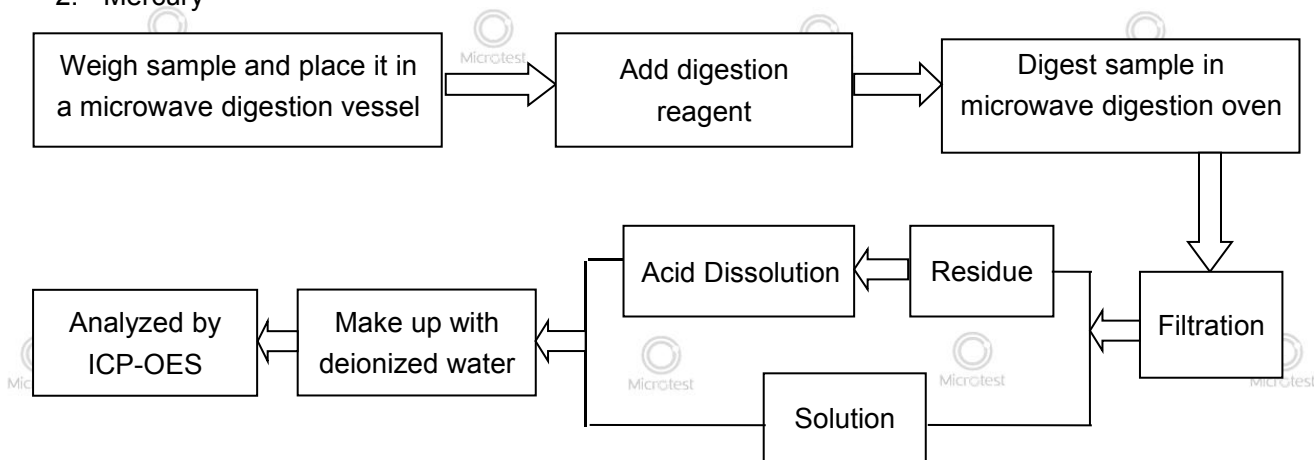 2. Mercury
Weigh sample and place it in
a microwave digestion vessel
Microtest
Add digestion
reagent
Digest sample in
microwave digestion oven
Acid Dissolution
Residue
Filtration
Analyzed by
ICP-OES
Make up with
deionized water
Microtest
Microtest
Microtest
Solution